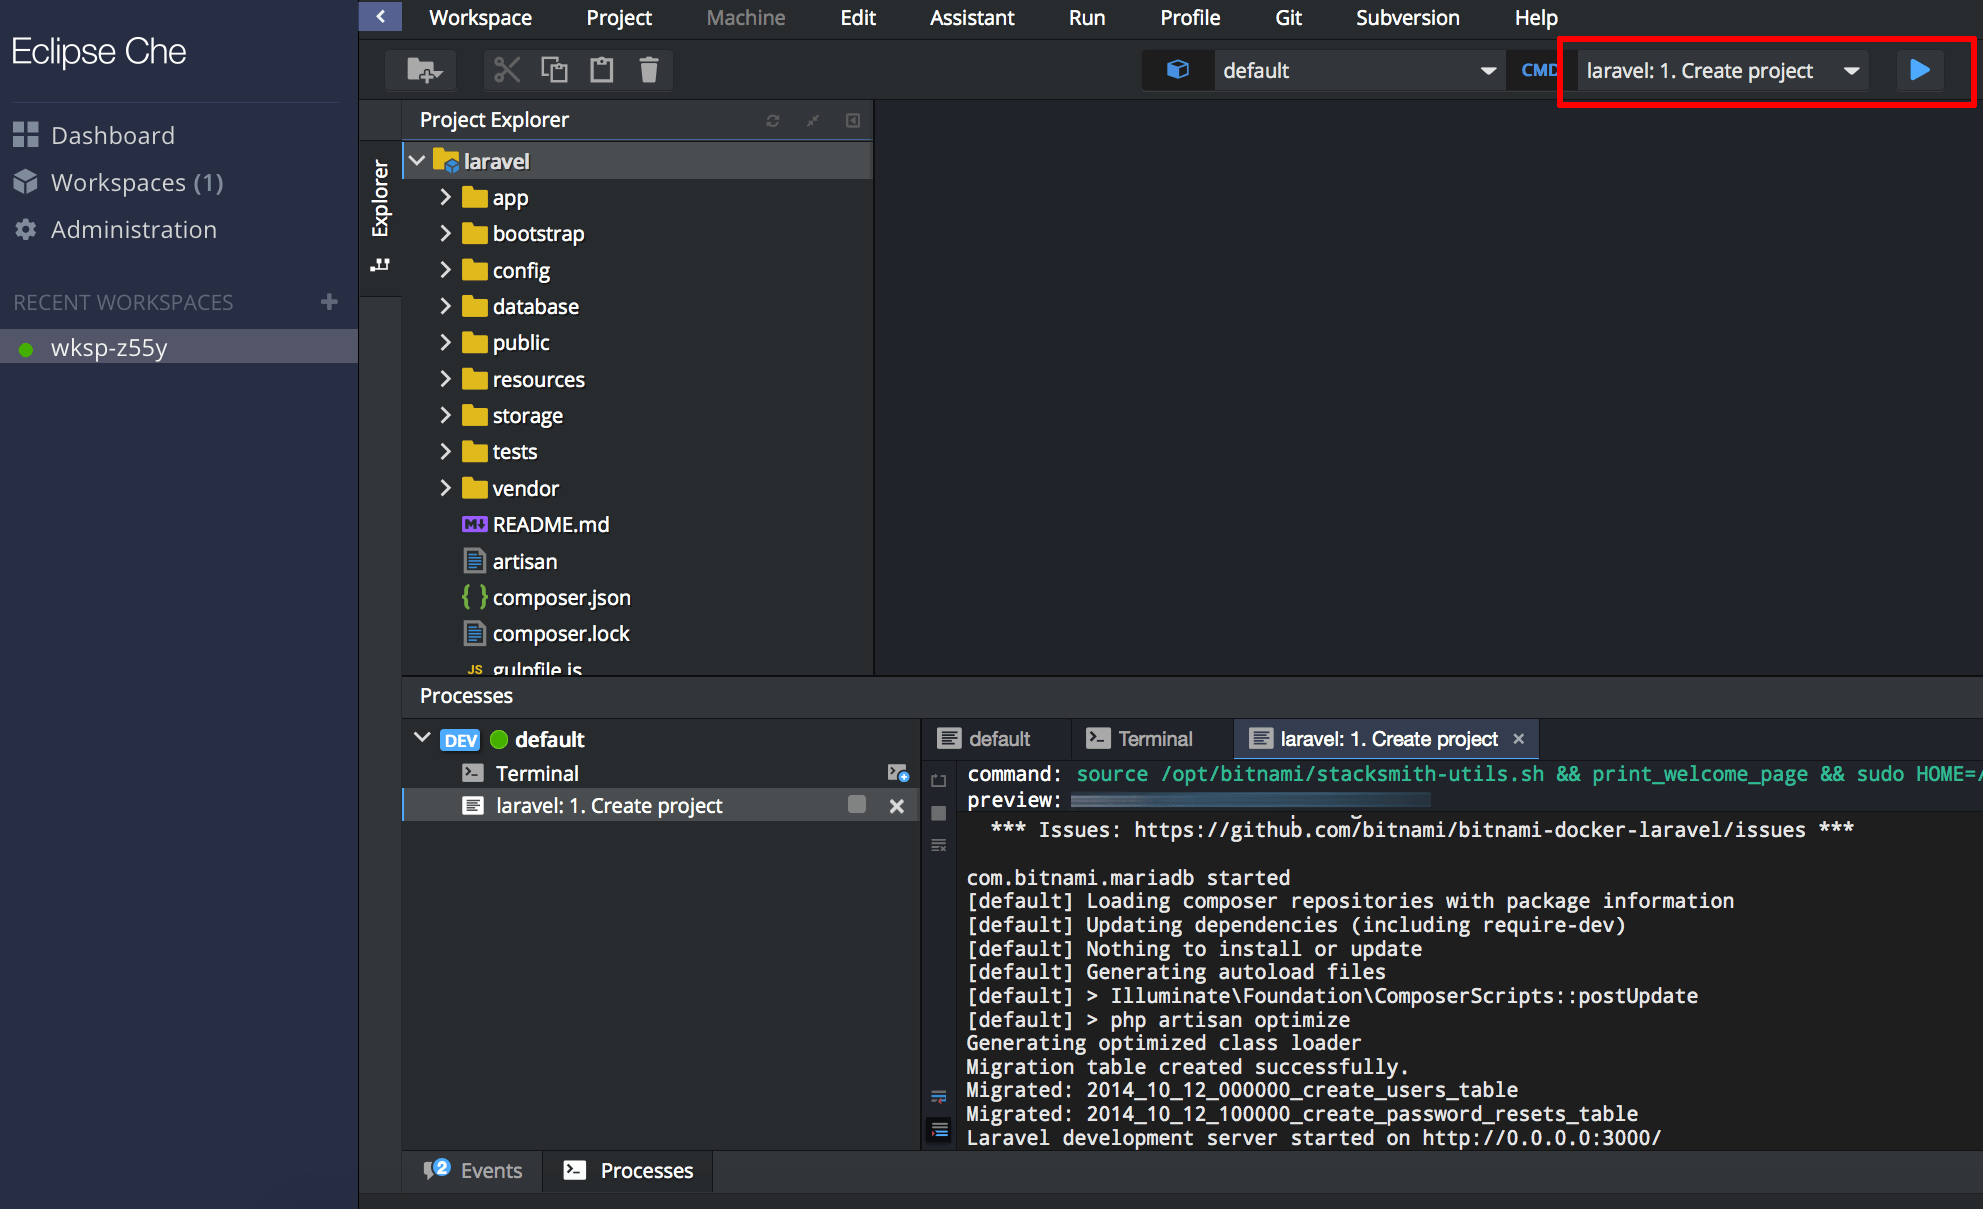 Eclipse Che
Dashboard
Workspaces (1)
Administration
RECENT WORKSPACES +
wksp-z55y
Workspace Project Machine Edit Assistant Run Profile Git Subversion Help
default CMD laravel: 1. Create project
Explorer
Project Explorer
laravel
app
bootstrap
config
database
public
resources
storage
tests
vendor
M README.md
artisan
{ } composer.json
composer.lock
JS gulpfile.js
Processes
DEV default
Terminal
laravel: 1. Create project
default Terminal laravel: 1. Create project
command: source /opt/bitnami/stacksmith-utils.sh && print_welcome_page && sudo HOME=/
preview:
*** Issues: https://github.com/bitnami/bitnami-docker-laravel/issues ***
com.bitnami.mariadb started
[default] Loading composer repositories with package information
[default] Updating dependencies (including require-dev)
[default] Nothing to install or update
[default] Generating autoload files
[default] > Illuminate\Foundation\ComposerScripts::postUpdate
[default] > php artisan optimize
Generating optimized class loader
Migration table created successfully.
Migrated: 2014_10_12_000000_create_users_table
Migrated: 2014_10_12_100000_create_password_resets_table
Laravel development server started on http://0.0.0.0:3000/
2 Events Processes